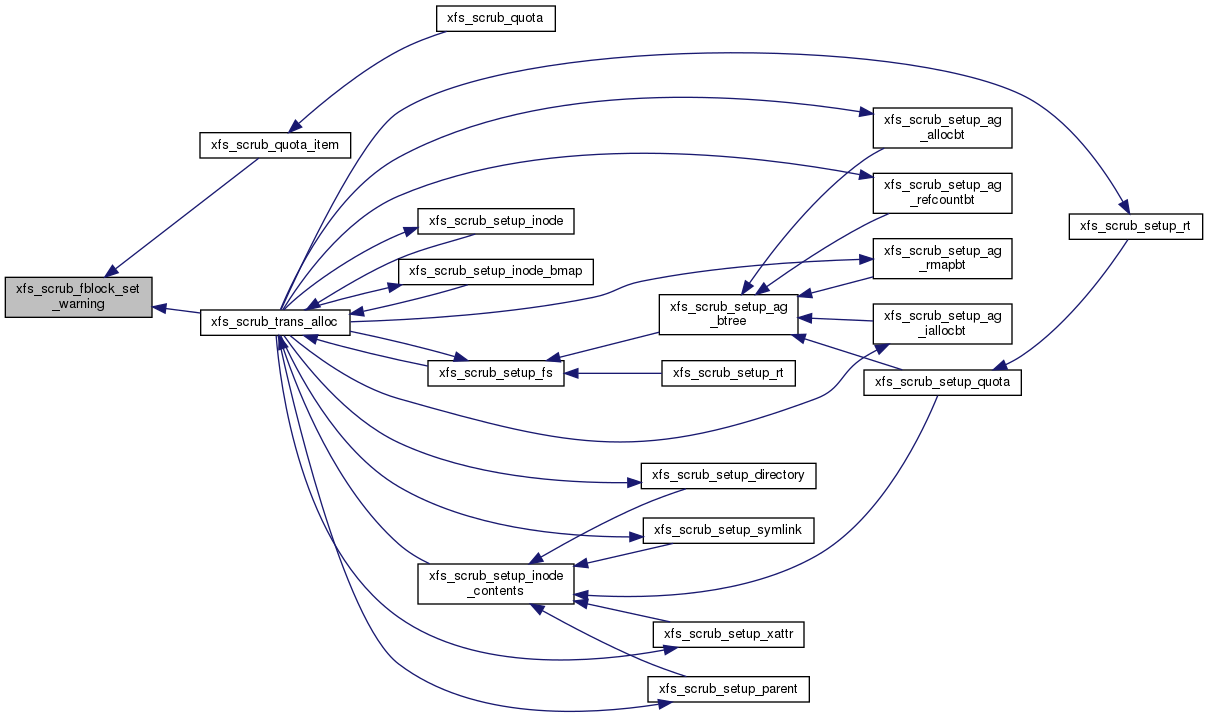 xfs_scrub_quota
xfs_scrub_quota_item
xfs_scrub_fblock_set
_warning
xfs_scrub_trans_alloc
xfs_scrub_setup_inode
xfs_scrub_setup_inode_bmap
xfs_scrub_setup_fs
xfs_scrub_setup_inode
_contents
xfs_scrub_setup_ag
_btree
xfs_scrub_setup_rt
xfs_scrub_setup_directory
xfs_scrub_setup_symlink
xfs_scrub_setup_xattr
xfs_scrub_setup_parent
xfs_scrub_setup_ag
_allocbt
xfs_scrub_setup_ag
_refcountbt
xfs_scrub_setup_ag
_rmapbt
xfs_scrub_setup_ag
_iallocbt
xfs_scrub_setup_quota
xfs_scrub_setup_rt